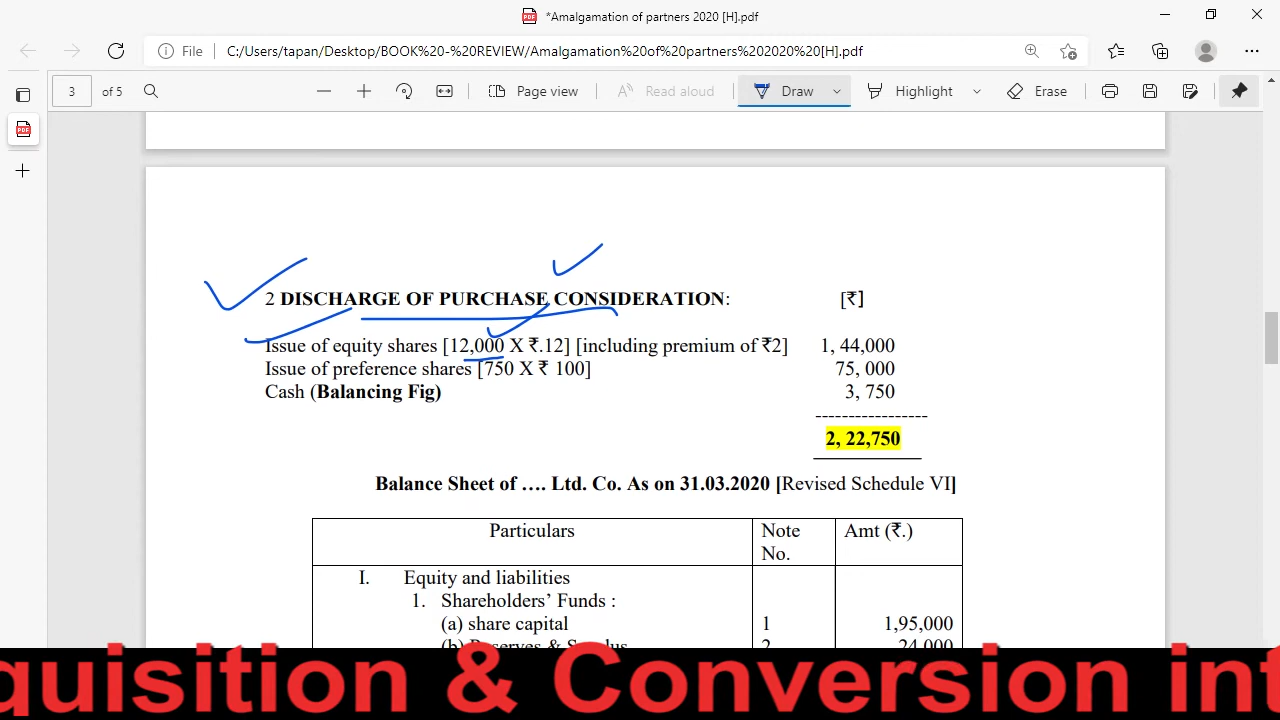 *Amalgamation of partners 2020 [H].pdf
File C:/Users/tapan/Desktop/BOOK%20-%20REVIEW/Amalgamation%20of%20partners%202020%20[H].pdf
3 of 5 Page view Read aloud Draw Highlight Erase
2 DISCHARGE OF PURCHASE CONSIDERATION: [₹]
Issue of equity shares [12,000 X ₹.12] [including premium of ₹2] 1, 44,000
Issue of preference shares [750 X ₹ 100] 75, 000
Cash (Balancing Fig) 3, 750
-----------------
2, 22,750
Balance Sheet of …. Ltd. Co. As on 31.03.2020 [Revised Schedule VI]
Particulars Note No. Amt (₹.)
I. Equity and liabilities
1. Shareholders’ Funds :
(a) share capital 1 1,95,000
(b) Reserves & Surplus 2 24,000
quisition & Conversion int